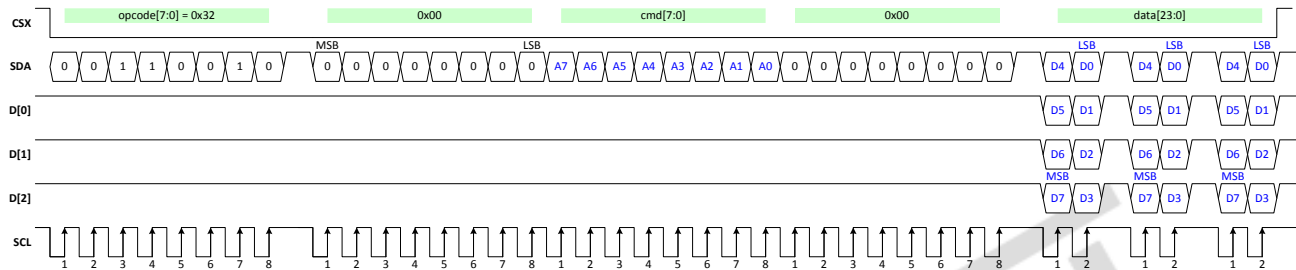 opcode[7:0] = 0x32 0x00 cmd[7:0] 0x00 data[23:0]
CSX
MSB LSB LSB LSB LSB
SDA 0 0 1 1 0 0 1 0 0 0 0 0 0 0 0 0 A7 A6 A5 A4 A3 A2 A1 A0 0 0 0 0 0 0 0 0 D4 D0 D4 D0 D4 D0
D[0] D5 D1 D5 D1 D5 D1
D[1] D6 D2 D6 D2 D6 D2
MSB MSB MSB
D[2] D7 D3 D7 D3 D7 D3
SCL
1 2 3 4 5 6 7 8 1 2 3 4 5 6 7 8 1 2 3 4 5 6 7 8 1 2 3 4 5 6 7 8 1 2 1 2 1 2